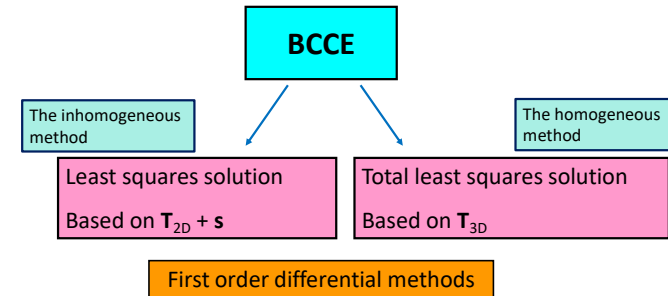 BCCE
The inhomogeneous
method
The homogeneous
method
Least squares solution
Based on T2D + s
Total least squares solution
Based on T3D
First order differential methods